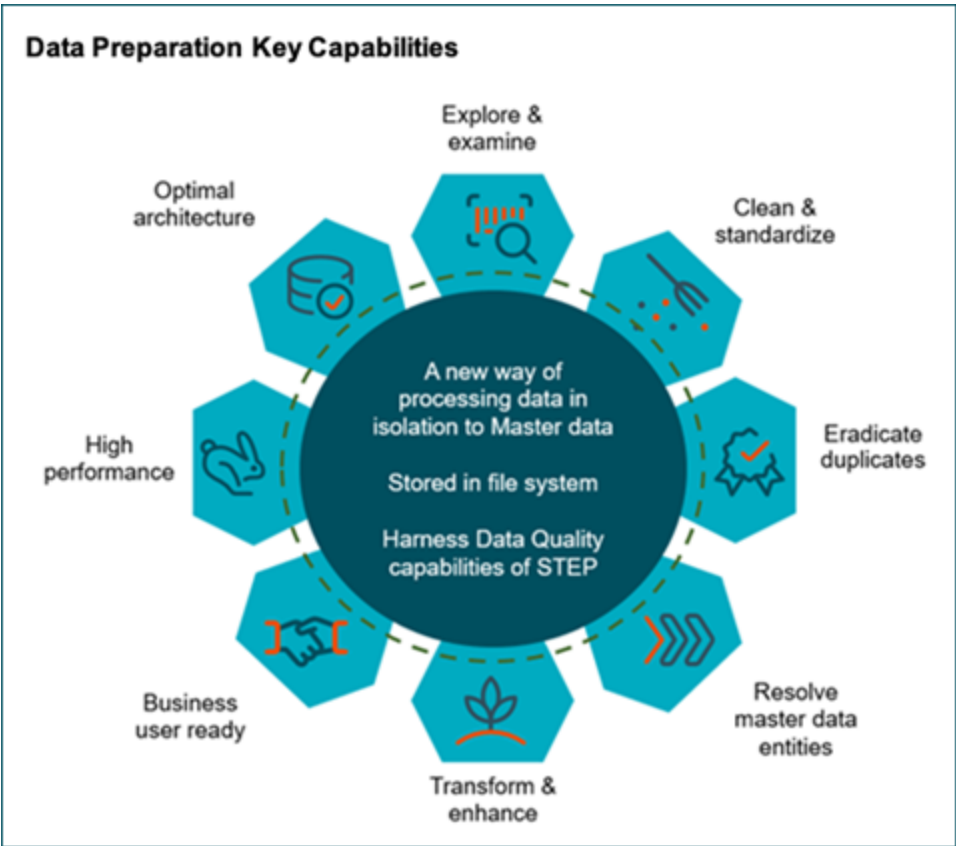 Data Preparation Key Capabilities
Explore &
examine
Optimal
architecture
Clean &
standardize
A new way of
processing data in
isolation to Master data
Stored in file system
Harness Data Quality
capabilities of STEP
High
performance
Eradicate
duplicates
Business
user ready
Resolve
master data
entities
Transform &
enhance